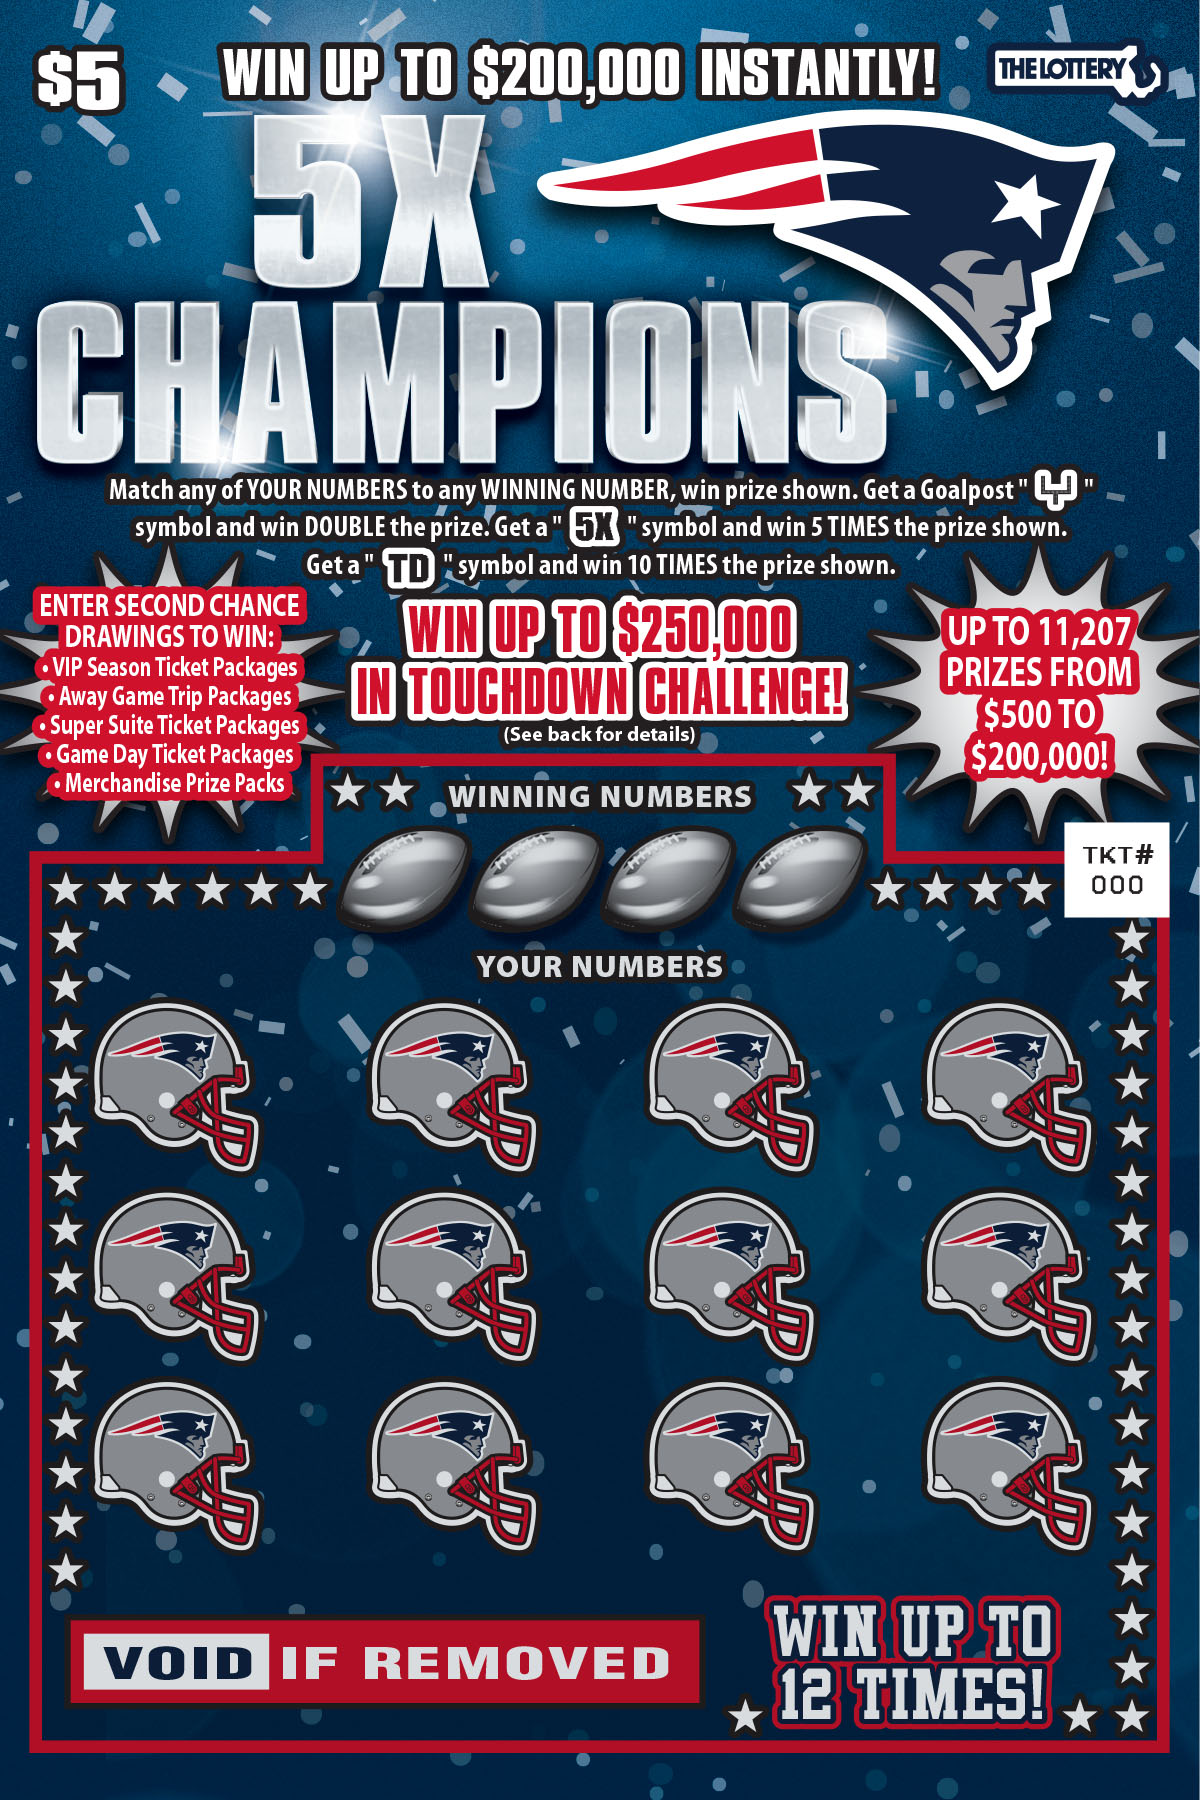 $5
WIN UP TO $200,000 INSTANTLY!
THE LOTTERY
5X
CHAMPIONS
Match any of YOUR NUMBERS to any WINNING NUMBER, win prize shown. Get a Goalpost " "
symbol and win DOUBLE the prize. Get a " 5X " symbol and win 5 TIMES the prize shown.
Get a " TD " symbol and win 10 TIMES the prize shown.
ENTER SECOND CHANCE
DRAWINGS TO WIN:
• VIP Season Ticket Packages
• Away Game Trip Packages
• Super Suite Ticket Packages
• Game Day Ticket Packages
• Merchandise Prize Packs
WIN UP TO $250,000
IN TOUCHDOWN CHALLENGE!
(See back for details)
UP TO 11,207
PRIZES FROM
$500 TO
$200,000!
WINNING NUMBERS
TKT#
000
YOUR NUMBERS
VOID IF REMOVED
WIN UP TO
12 TIMES!